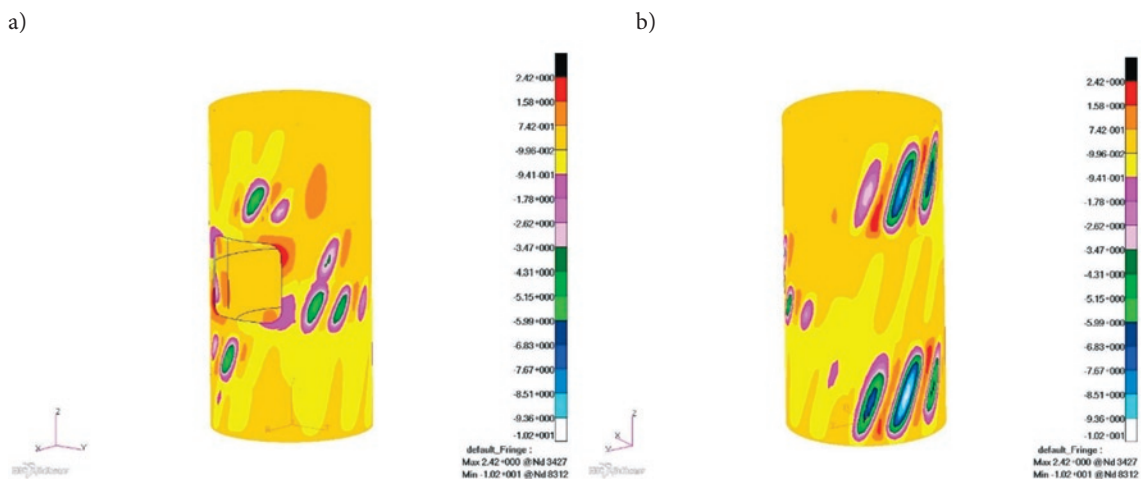 a)
b)
2.42+000
1.58+000
7.42-001
-9.96-002
-9.41-001
-1.78+000
-2.62+000
-3.47+000
-4.31+000
-5.15+000
-5.99+000
-6.83+000
-7.67+000
-8.51+000
-9.36+000
-1.02+001
default_Fringe :
Max 2.42+000 @Nd 3427
Min -1.02+001 @Nd 8312
Z
X
Y
2.42+000
1.58+000
7.42-001
-9.96-002
-9.41-001
-1.78+000
-2.62+000
-3.47+000
-4.31+000
-5.15+000
-5.99+000
-6.83+000
-7.67+000
-8.51+000
-9.36+000
-1.02+001
default_Fringe :
Max 2.42+000 @Nd 3427
Min -1.02+001 @Nd 8312
Z
X
Y